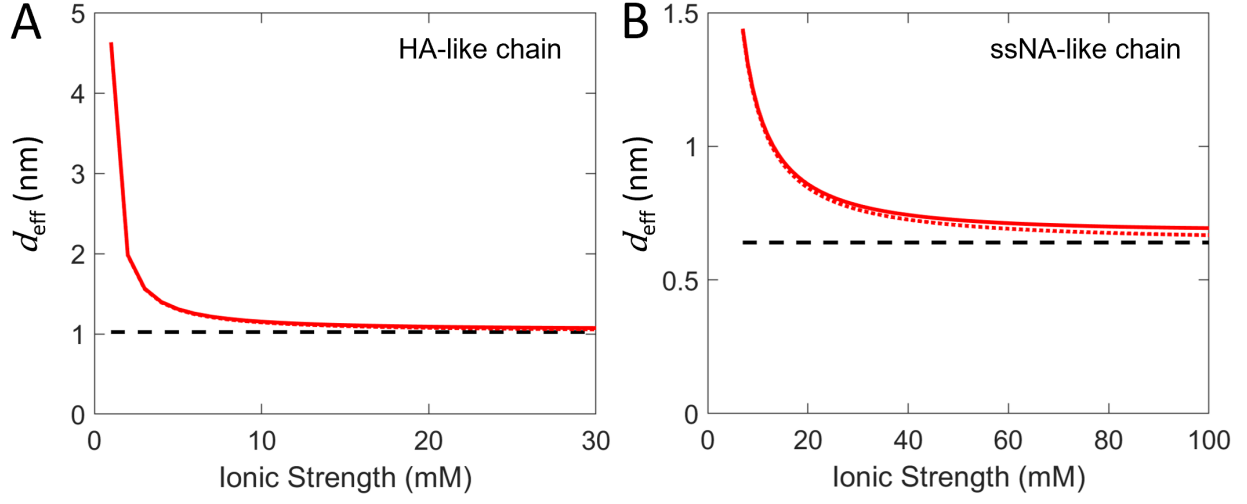 A
HA-like chain
5
4
3
2
1
0
d_eff (nm)
0 10 20 30
Ionic Strength (mM)
B
ssNA-like chain
1.5
1
0.5
0
d_eff (nm)
0 20 40 60 80 100
Ionic Strength (mM)